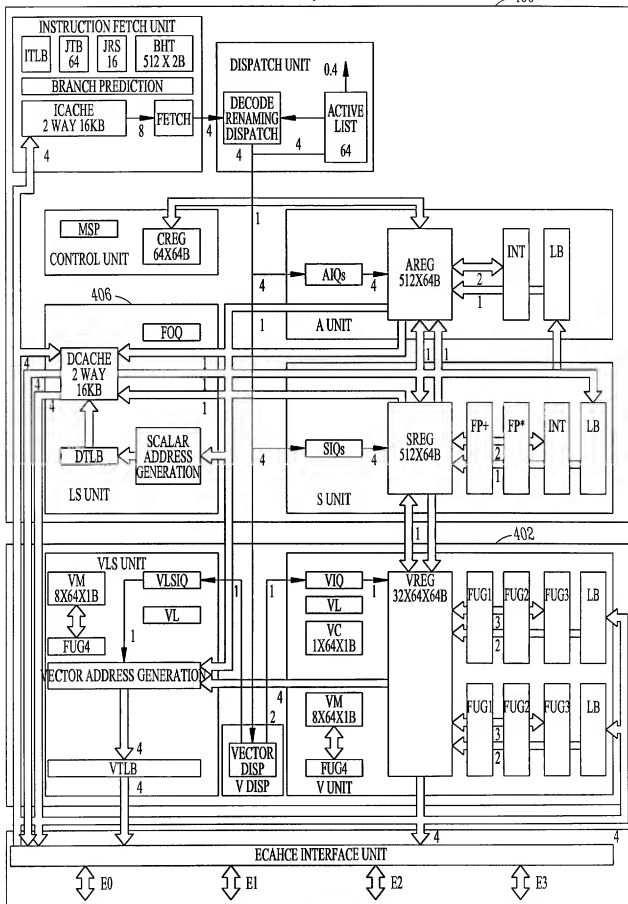 INSTRUCTION FETCH UNIT
ITLB
JTB
64
JRS
16
BHT
512 X 2B
BRANCH PREDICTION
ICACHE
2 WAY 16KB
8
FETCH
4
4
DISPATCH UNIT
0.4
DECODE
RENAMING
DISPATCH
ACTIVE
LIST
64
4
4
1
MSP
CONTROL UNIT
CREG
64X64B
4
AIQs
4
AREG
512X64B
2
1
INT
LB
A UNIT
1
406
FOQ
DCACHE
2 WAY
16KB
4
4
4
4
1
1
1
1
1
DTLB
SCALAR
ADDRESS
GENERATION
LS UNIT
4
SIQs
4
SREG
512X64B
2
1
FP+
FP*
INT
LB
S UNIT
1
402
VLS UNIT
VM
8X64X1B
VLSIQ
VL
1
FUG4
VECTOR ADDRESS GENERATION
4
VTLB
4
1
1
VIQ
1
VL
VC
1X64X1B
VREG
32X64X64B
FUG1
FUG2
FUG3
LB
3
2
4
2
VECTOR
DISP
V DISP
VM
8X64X1B
FUG4
V UNIT
FUG1
FUG2
FUG3
LB
3
2
4
4
ECAHCE INTERFACE UNIT
E0
E1
E2
E3